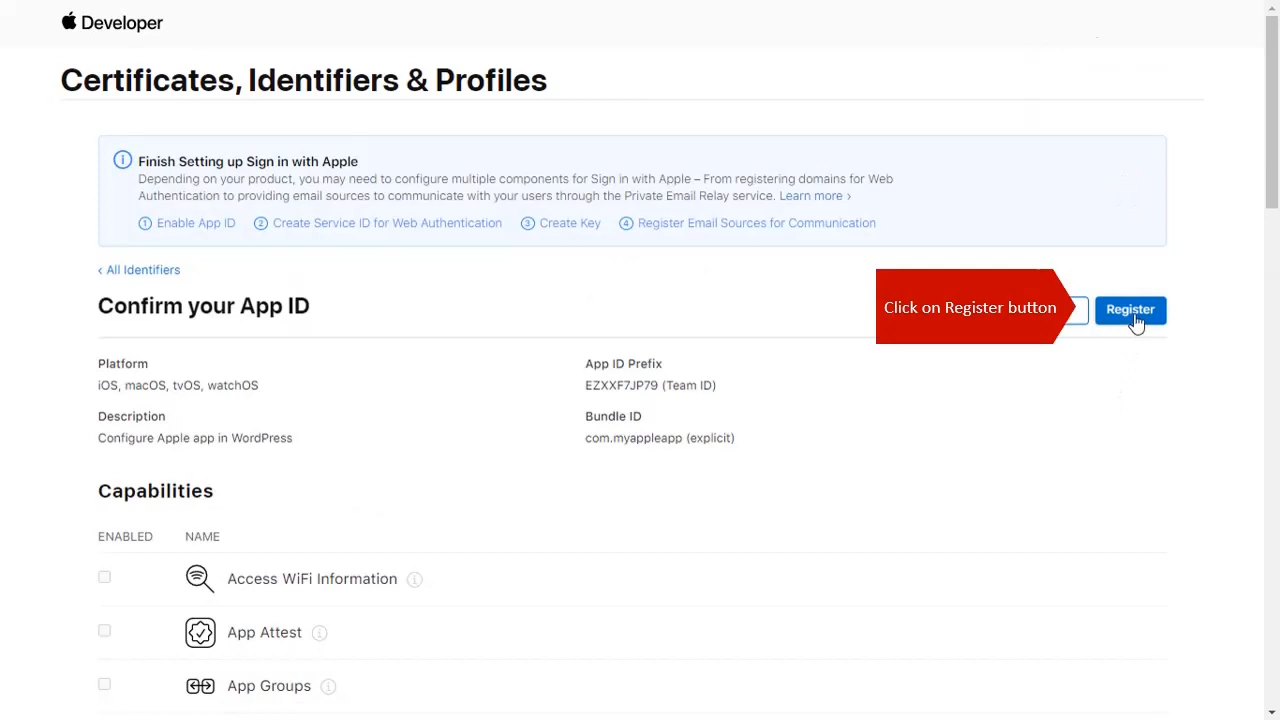 Developer
Certificates, Identifiers & Profiles
Finish Setting up Sign in with Apple
Depending on your product, you may need to configure multiple components for Sign in with Apple – From registering domains for Web
Authentication to providing email sources to communicate with your users through the Private Email Relay service. Learn more ›
1 Enable App ID 2 Create Service ID for Web Authentication 3 Create Key 4 Register Email Sources for Communication
‹ All Identifiers
Confirm your App ID
Click on Register button
Register
Platform
iOS, macOS, tvOS, watchOS
App ID Prefix
EZXXF7JP79 (Team ID)
Description
Configure Apple app in WordPress
Bundle ID
com.myappleapp (explicit)
Capabilities
ENABLED NAME
Access WiFi Information
App Attest
App Groups